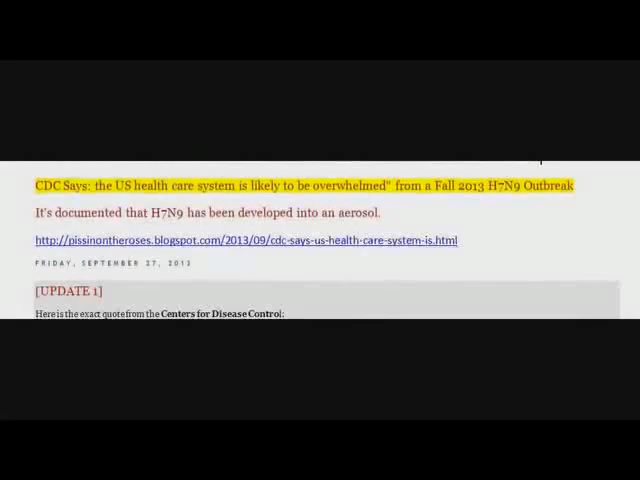 CDC Says: the US health care system is likely to be overwhelmed" from a Fall 2013 H7N9 Outbreak
It's documented that H7N9 has been developed into an aerosol.
http://pissinontheroses.blogspot.com/2013/09/cdc-says-us-health-care-system-is.html
FRIDAY, SEPTEMBER 27, 2013
[UPDATE 1]
Here is the exact quote from the Centers for Disease Control: